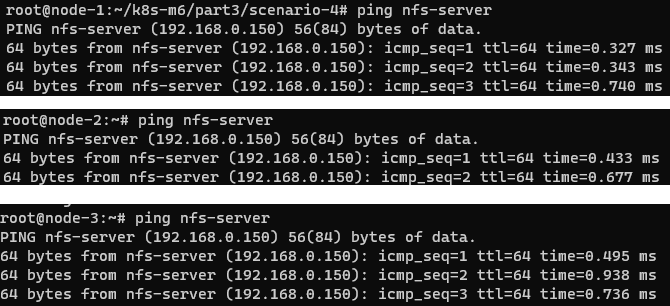 root@node-1:~/k8s-m6/part3/scenario-4# ping nfs-server
PING nfs-server (192.168.0.150) 56(84) bytes of data.
64 bytes from nfs-server (192.168.0.150): icmp_seq=1 ttl=64 time=0.327 ms
64 bytes from nfs-server (192.168.0.150): icmp_seq=2 ttl=64 time=0.343 ms
64 bytes from nfs-server (192.168.0.150): icmp_seq=3 ttl=64 time=0.740 ms
root@node-2:~# ping nfs-server
PING nfs-server (192.168.0.150) 56(84) bytes of data.
64 bytes from nfs-server (192.168.0.150): icmp_seq=1 ttl=64 time=0.433 ms
64 bytes from nfs-server (192.168.0.150): icmp_seq=2 ttl=64 time=0.677 ms
root@node-3:~# ping nfs-server
PING nfs-server (192.168.0.150) 56(84) bytes of data.
64 bytes from nfs-server (192.168.0.150): icmp_seq=1 ttl=64 time=0.495 ms
64 bytes from nfs-server (192.168.0.150): icmp_seq=2 ttl=64 time=0.938 ms
64 bytes from nfs-server (192.168.0.150): icmp_seq=3 ttl=64 time=0.736 ms